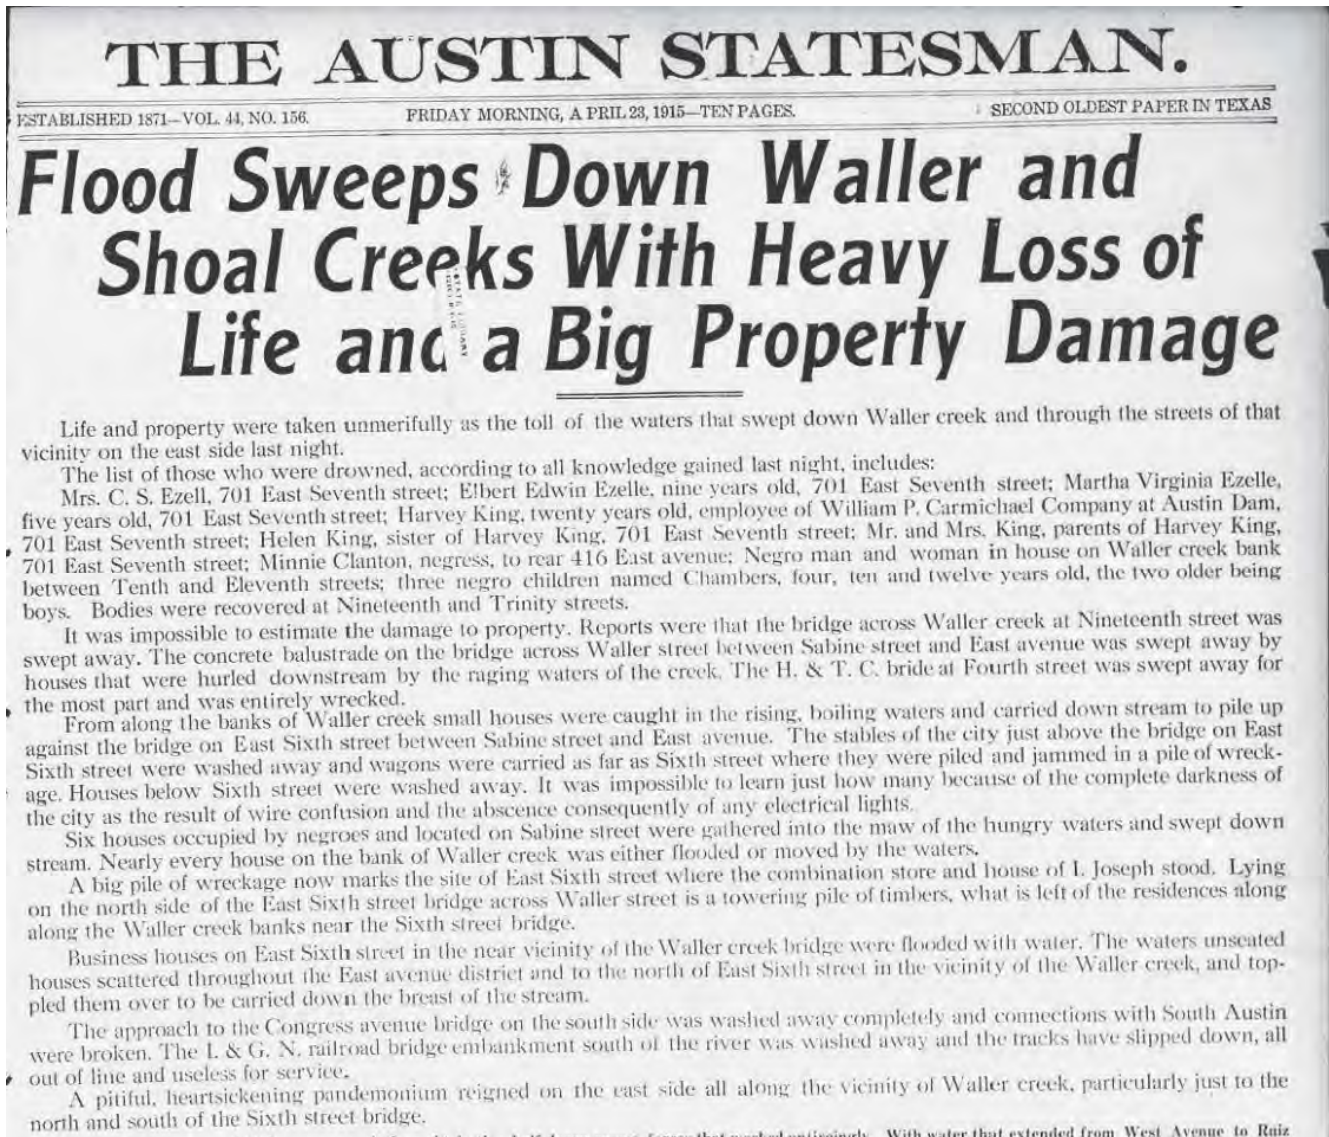 THE AUSTIN STATESMAN.
ESTABLISHED 1871—VOL. 44, NO. 156.
FRIDAY MORNING, A PRIL 23, 1915—TEN PAGES.
SECOND OLDEST PAPER IN TEXAS
Flood Sweeps Down Waller and
Shoal Creeks With Heavy Loss of
Life and a Big Property Damage
Life and property were taken unmerifully as the toll of the waters that swept down Waller creek and through the streets of that
vicinity on the east side last night.
The list of those who were drowned, according to all knowledge gained last night, includes:
Mrs. C. S. Ezell, 701 East Seventh street; Elbert Edwin Ezelle, nine years old, 701 East Seventh street; Martha Virginia Ezelle,
five years old, 701 East Seventh street; Harvey King, twenty years old, employee of William P. Carmichael Company at Austin Dam,
701 East Seventh street; Helen King, sister of Harvey King, 701 East Seventh street; Mr. and Mrs. King, parents of Harvey King,
701 East Seventh street; Minnie Clanton, negress, to rear 416 East avenue; Negro man and woman in house on Waller creek bank
between Tenth and Eleventh streets; three negro children named Chambers, four, ten and twelve years old, the two older being
boys. Bodies were recovered at Nineteenth and Trinity streets.
It was impossible to estimate the damage to property. Reports were that the bridge across Waller creek at Nineteenth street was
swept away. The concrete balustrade on the bridge across Waller street between Sabine street and East avenue was swept away by
houses that were hurled downstream by the raging waters of the creek. The H. & T. C. bride at Fourth street was swept away for
the most part and was entirely wrecked.
From along the banks of Waller creek small houses were caught in the rising, boiling waters and carried down stream to pile up
against the bridge on East Sixth street between Sabine street and East avenue. The stables of the city just above the bridge on East
Sixth street were washed away and wagons were carried as far as Sixth street where they were piled and jammed in a pile of wreck-
age. Houses below Sixth street were washed away. It was impossible to learn just how many because of the complete darkness of
the city as the result of wire confusion and the abscence consequently of any electrical lights.
Six houses occupied by negroes and located on Sabine street were gathered into the maw of the hungry waters and swept down
stream. Nearly every house on the bank of Waller creek was either flooded or moved by the waters.
A big pile of wreckage now marks the site of East Sixth street where the combination store and house of I. Joseph stood. Lying
on the north side of the East Sixth street bridge across Waller street is a towering pile of timbers, what is left of the residences along
along the Waller creek banks near the Sixth street bridge.
Business houses on East Sixth street in the near vicinity of the Waller creek bridge were flooded with water. The waters unseated
houses scattered throughout the East avenue district and to the north of East Sixth street in the vicinity of the Waller creek, and top-
pled them over to be carried down the breast of the stream.
The approach to the Congress avenue bridge on the south side was washed away completely and connections with South Austin
were broken. The I. & G. N. railroad bridge embankment south of the river was washed away and the tracks have slipped down, all
out of line and useless for service.
A pitiful, heartsickening pandemonium reigned on the east side all along the vicinity of Waller creek, particularly just to the
north and south of the Sixth street bridge.
With water that extended from West Avenue to Ruiz